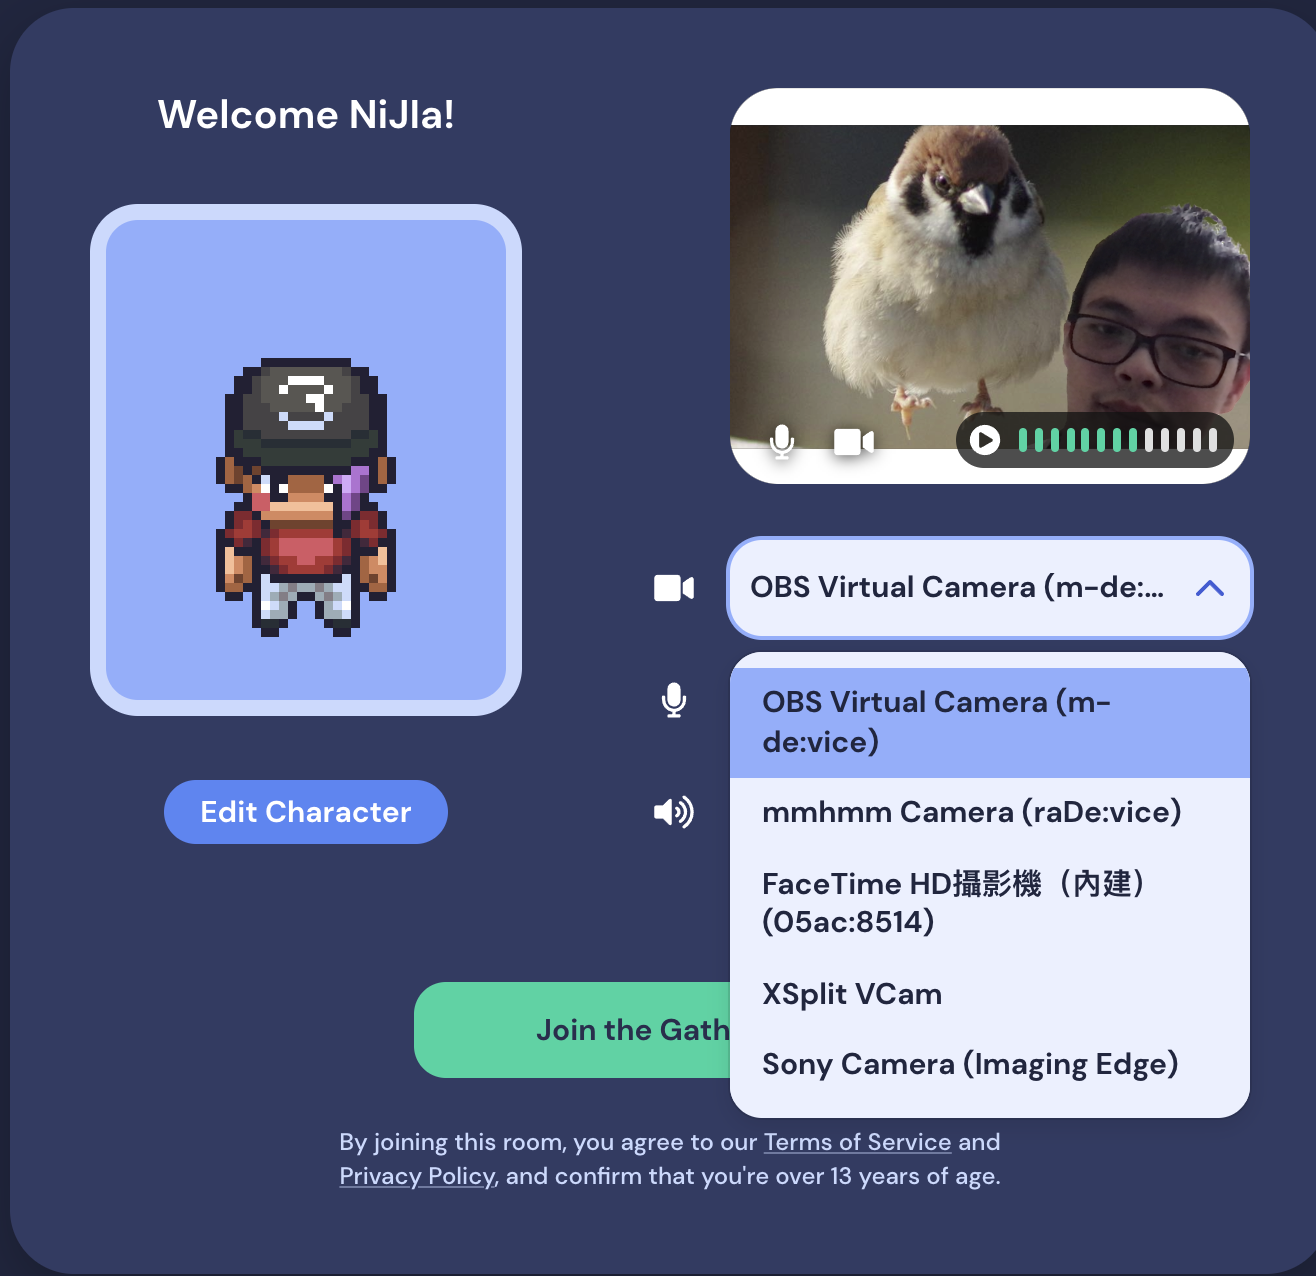 Welcome NiJIa!
Edit Character
OBS Virtual Camera (m-de:...
OBS Virtual Camera (m-
de:vice)
mmhmm Camera (raDe:vice)
FaceTime HD攝影機（內建）
(05ac:8514)
XSplit VCam
Sony Camera (Imaging Edge)
Join the Gath
By joining this room, you agree to our Terms of Service and
Privacy Policy, and confirm that you're over 13 years of age.